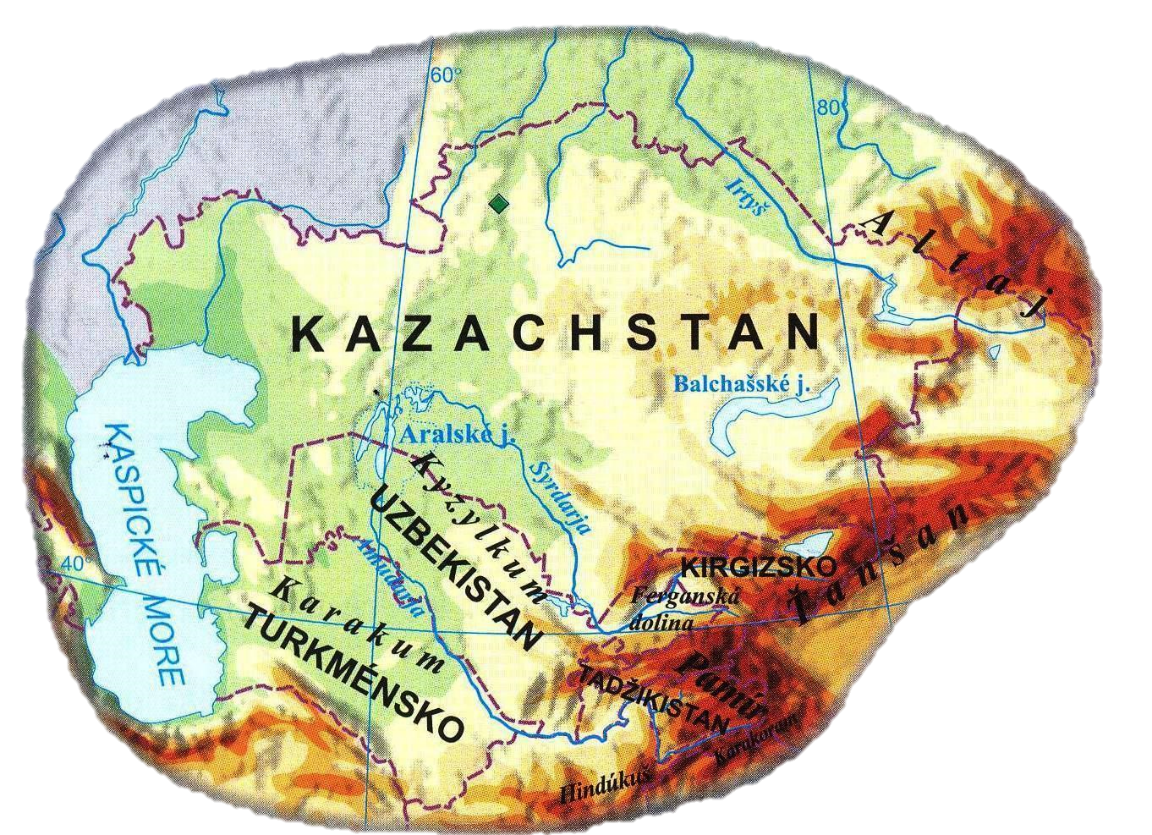 60°
80°
Irtyš
Altaj
KAZACHSTAN
Balchašské j.
Aralské j.
KASPICKÉ MORE
Kyzylkum
Syrdarja
UZBEKISTAN
Amudarja
40°
Karakum
TURKMÉNSKO
KIRGIZSKO
Ťanšan
Ferganská
dolina
TADŽIKISTAN
Pamír
Karakoram
Hindúkuš